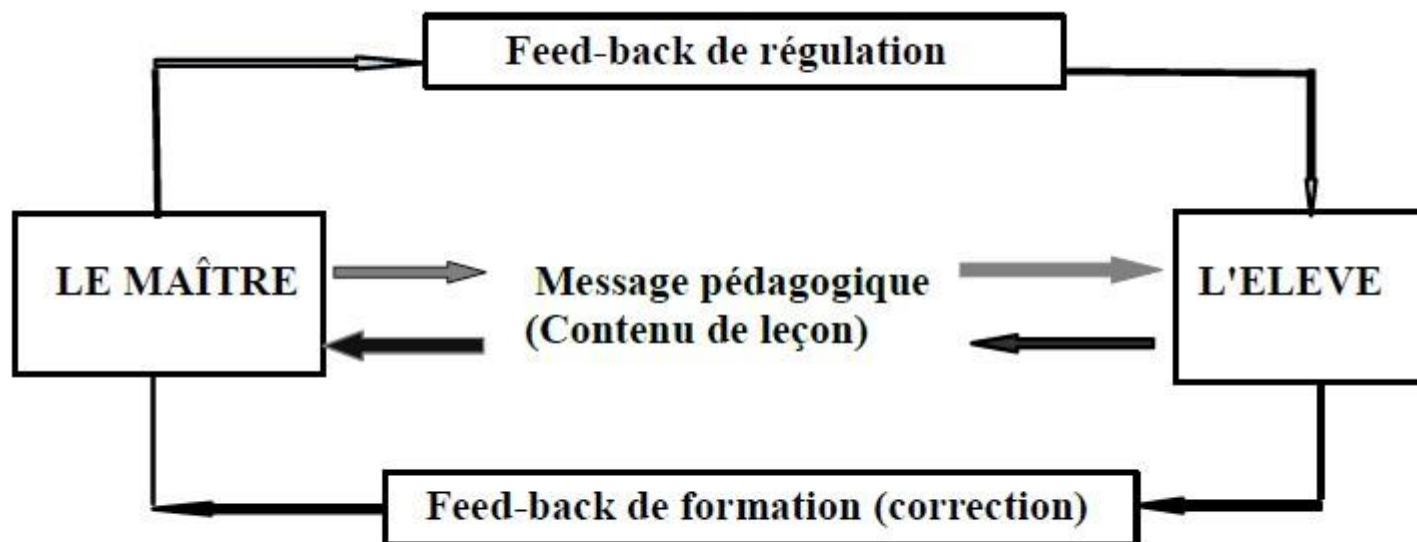 Feed-back de régulation
LE MAÎTRE
Message pédagogique
(Contenu de leçon)
L'ELEVE
Feed-back de formation (correction)